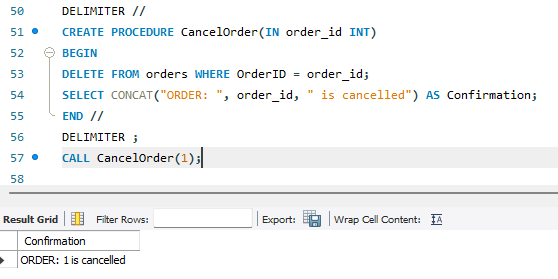 50 DELIMITER //
51 CREATE PROCEDURE CancelOrder(IN order_id INT)
52 BEGIN
53 DELETE FROM orders WHERE OrderID = order_id;
54 SELECT CONCAT("ORDER: ", order_id, " is cancelled") AS Confirmation;
55 END //
56 DELIMITER ;
57 CALL CancelOrder(1);
58
Result Grid Filter Rows: Export: Wrap Cell Content:
Confirmation
ORDER: 1 is cancelled